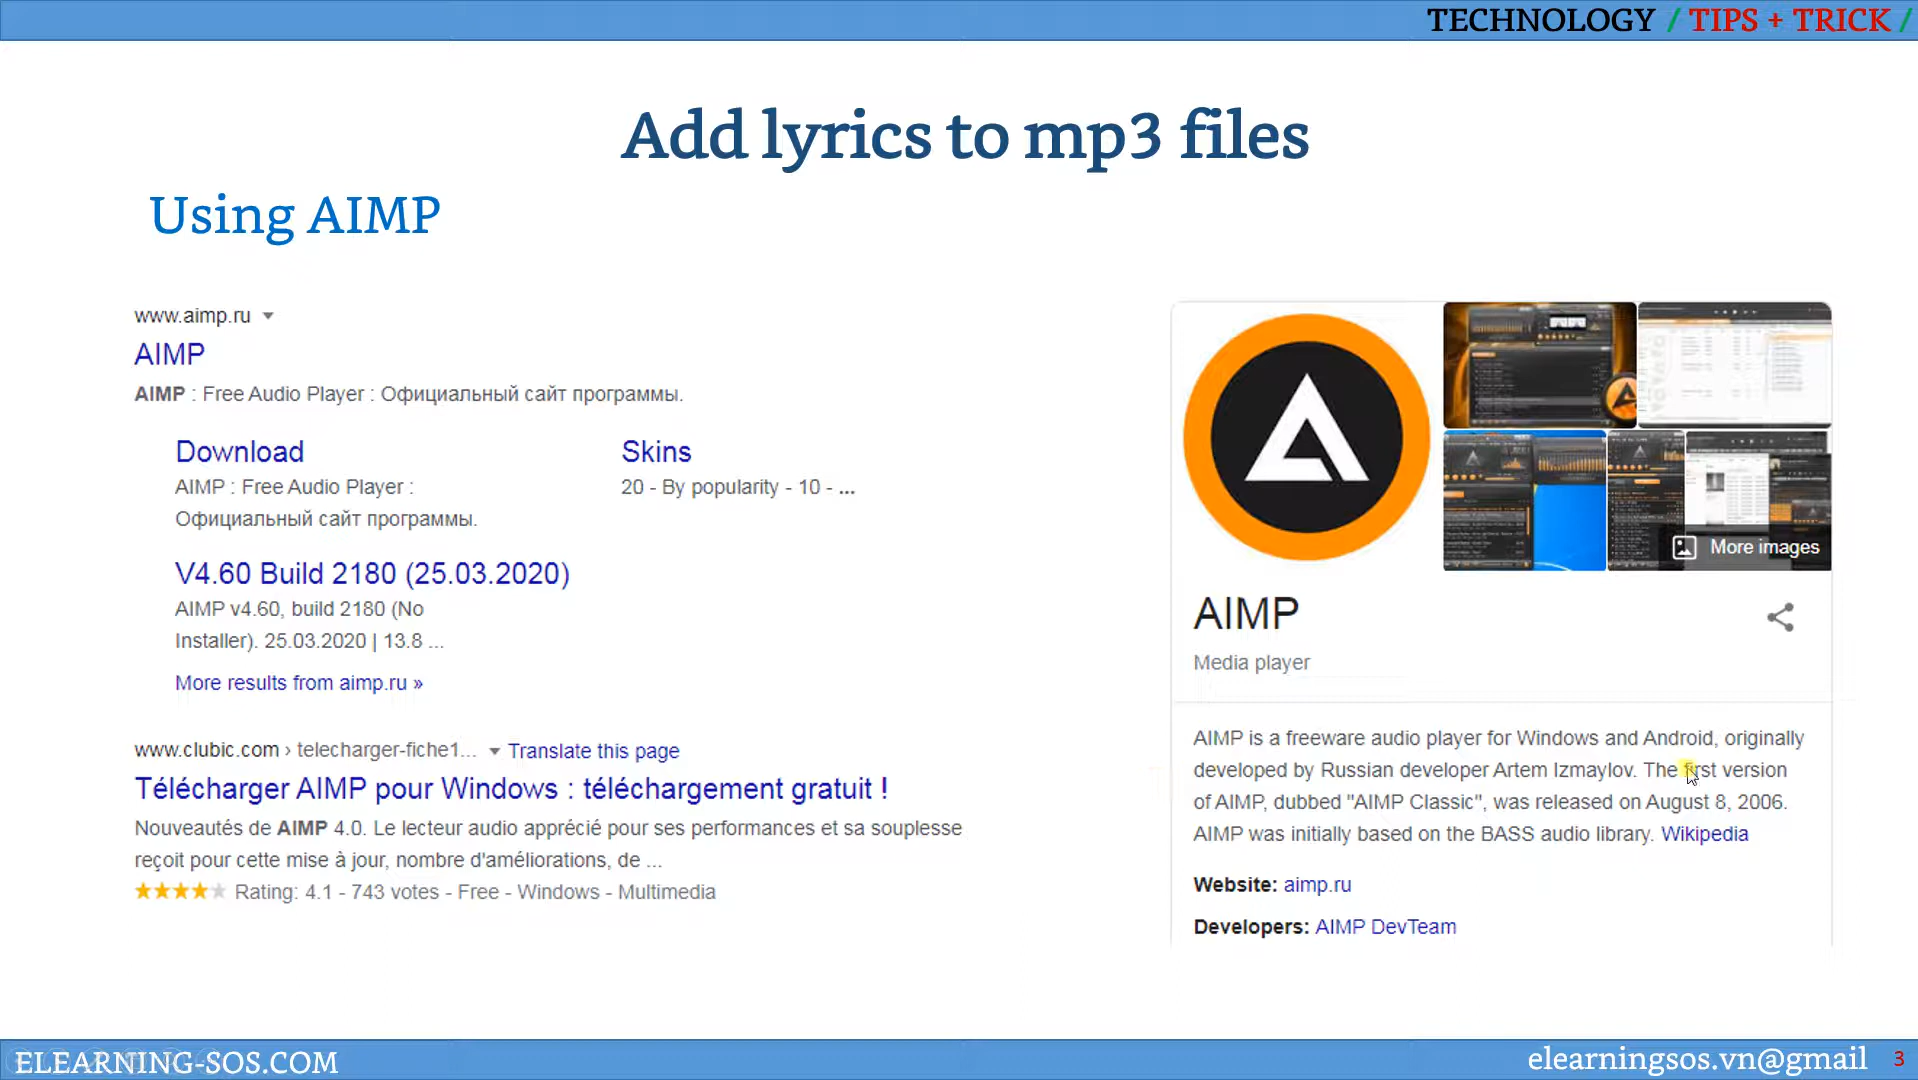 TECHNOLOGY / TIPS + TRICK /
Add lyrics to mp3 files
Using AIMP
www.aimp.ru
AIMP
AIMP : Free Audio Player : Официальный сайт программы.
Download
AIMP : Free Audio Player :
Официальный сайт программы.
Skins
20 - By popularity - 10 - ...
V4.60 Build 2180 (25.03.2020)
AIMP v4.60, build 2180 (No
Installer). 25.03.2020 | 13.8 ...
More results from aimp.ru »
www.clubic.com › telecharger-fiche1... Translate this page
Télécharger AIMP pour Windows : téléchargement gratuit !
Nouveautés de AIMP 4.0. Le lecteur audio apprécié pour ses performances et sa souplesse
reçoit pour cette mise à jour, nombre d'améliorations, de ...
Rating: 4.1 - 743 votes - Free - Windows - Multimedia
More images
AIMP
Media player
AIMP is a freeware audio player for Windows and Android, originally
developed by Russian developer Artem Izmaylov. The first version
of AIMP, dubbed "AIMP Classic", was released on August 8, 2006.
AIMP was initially based on the BASS audio library. Wikipedia
Website: aimp.ru
Developers: AIMP DevTeam
ELEARNING-SOS.COM
elearningsos.vn@gmail 3